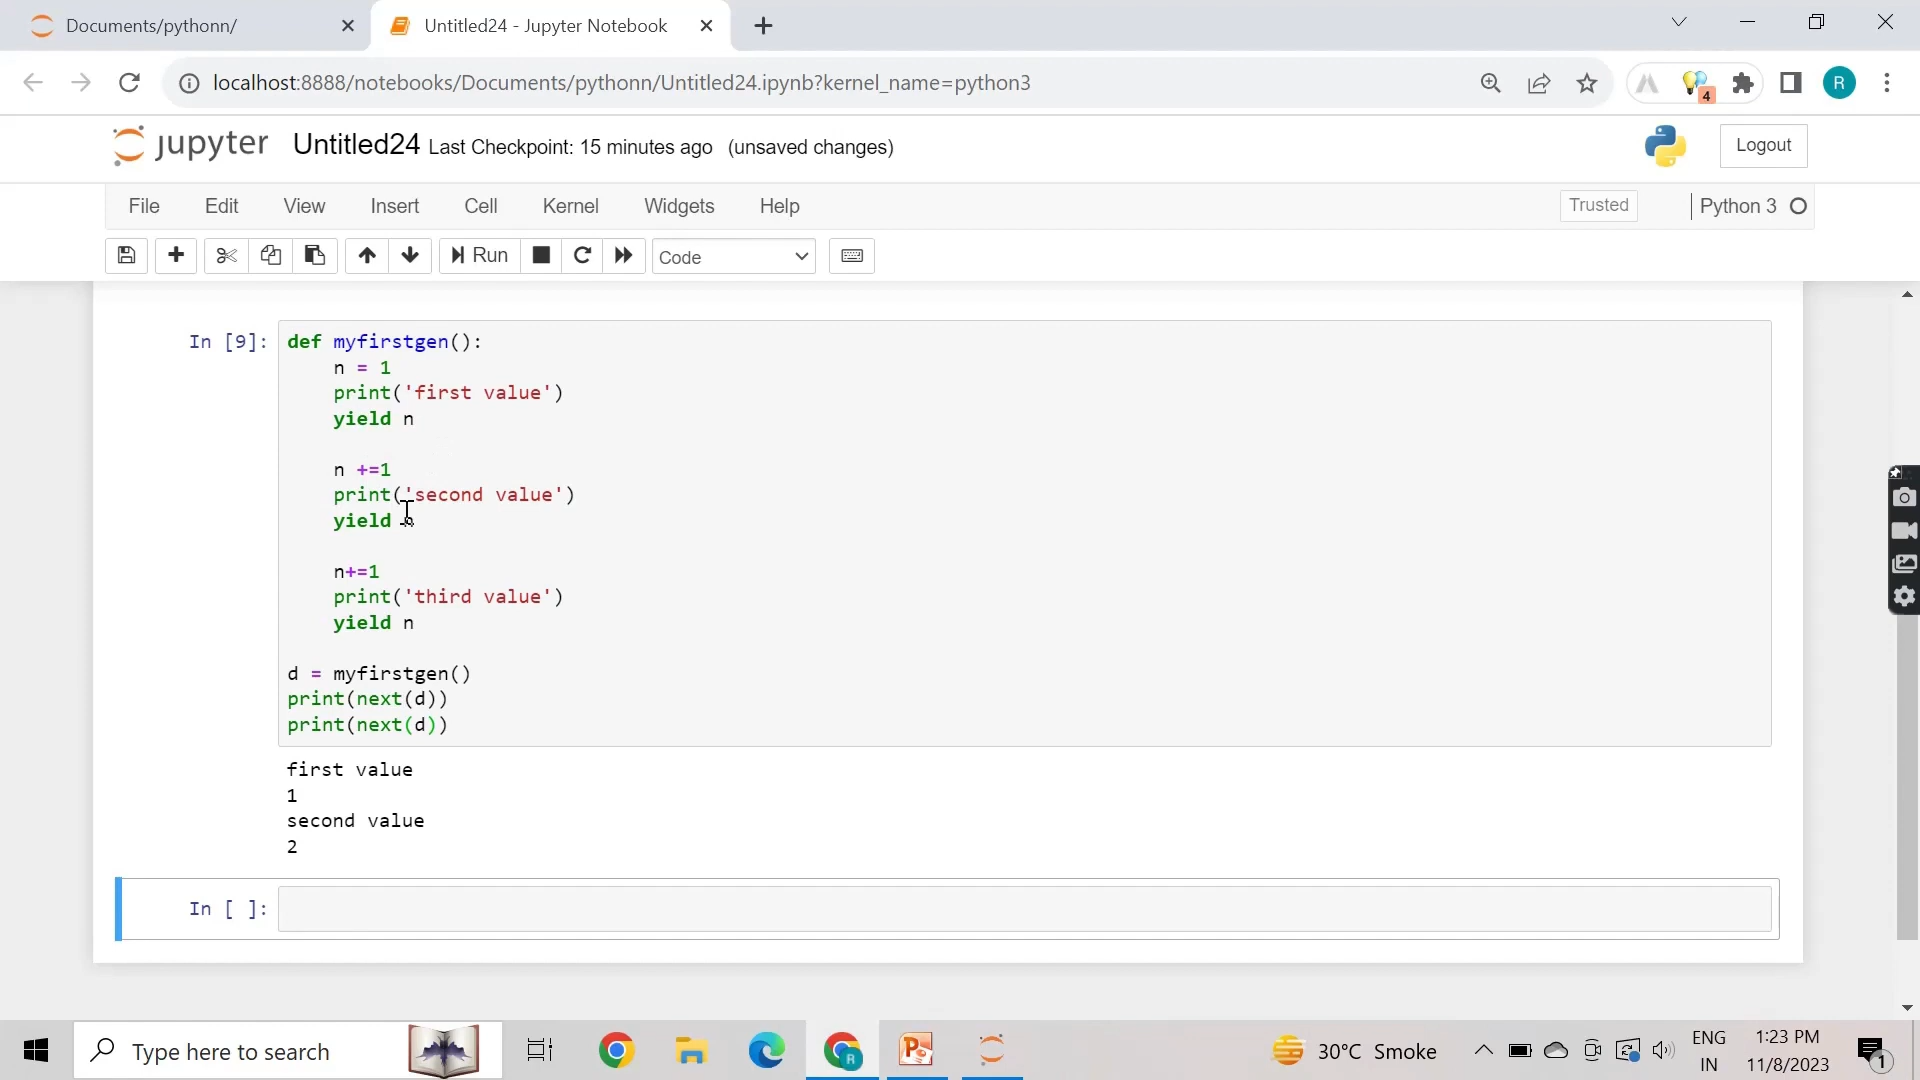 Documents/pythonn/
Untitled24 - Jupyter Notebook
localhost:8888/notebooks/Documents/pythonn/Untitled24.ipynb?kernel_name=python3
4
R
jupyter Untitled24 Last Checkpoint: 15 minutes ago (unsaved changes)
Logout
File Edit View Insert Cell Kernel Widgets Help
Trusted
Python 3
Run
Code
In [9]:
def myfirstgen():
    n = 1
    print('first value')
    yield n

    n +=1
    print('second value')
    yield n

    n+=1
    print('third value')
    yield n

d = myfirstgen()
print(next(d))
print(next(d))
first value
1
second value
2
In [ ]:
Type here to search
R
30°C Smoke
ENG
IN
1:23 PM
11/8/2023
1